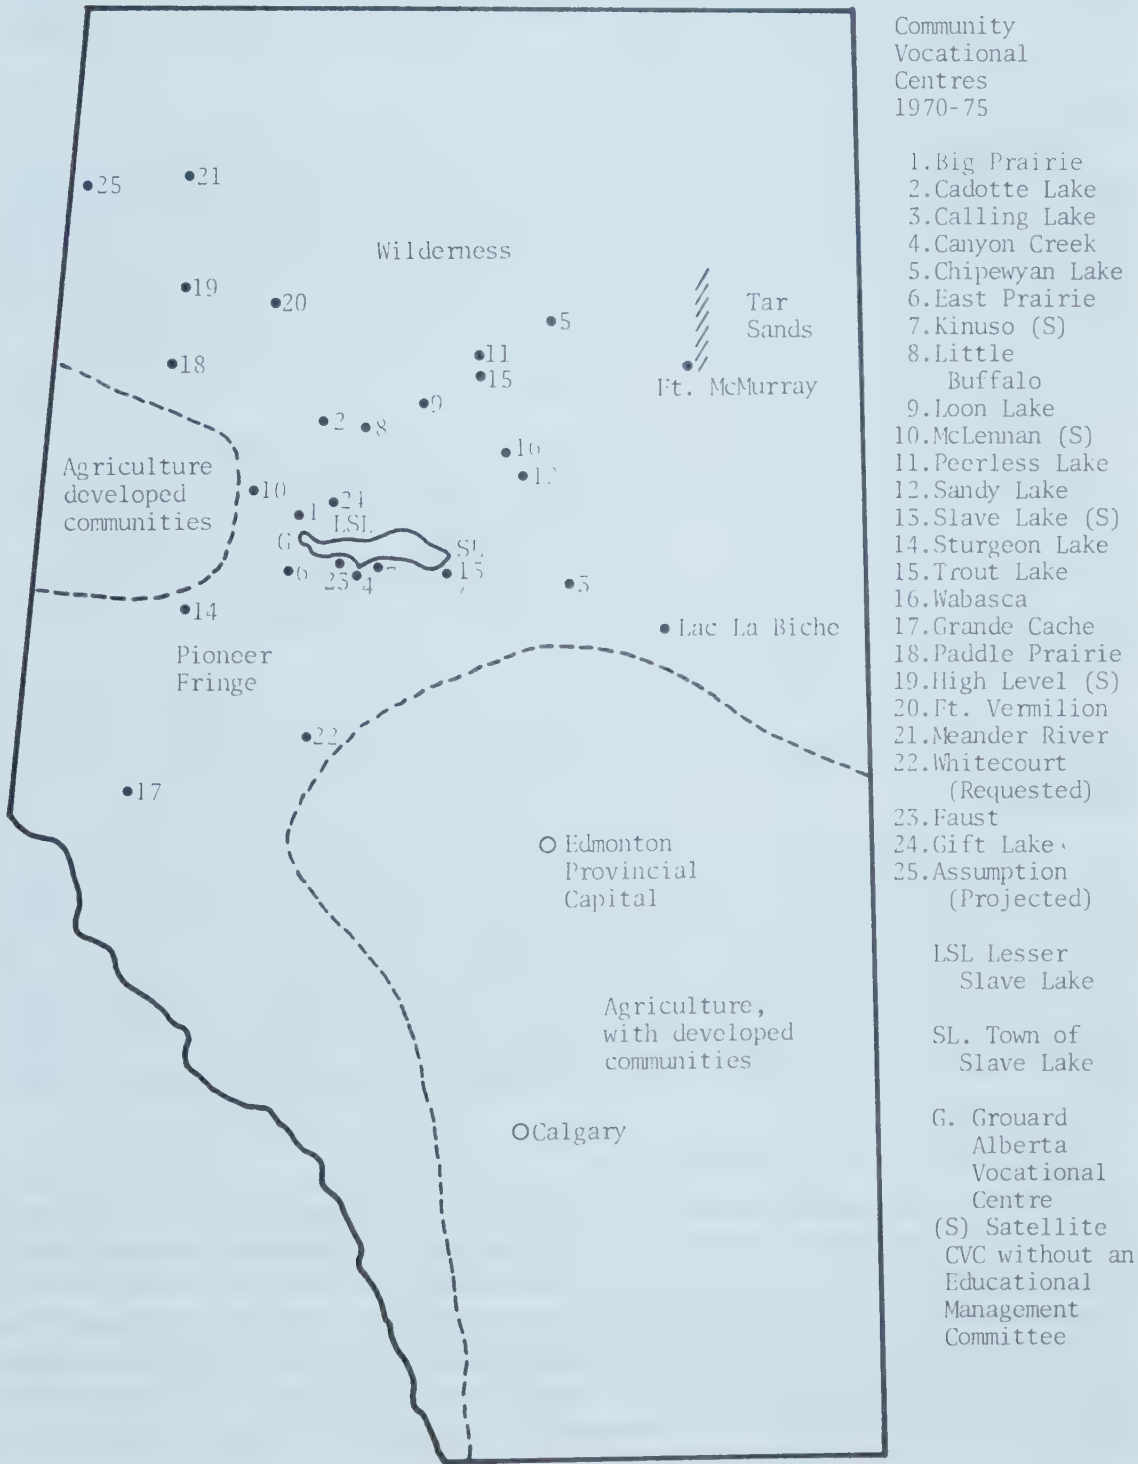 Community
Vocational
Centres
1970-75
1.Big Prairie
2.Cadotte Lake
3.Calling Lake
4.Canyon Creek
5.Chipewyan Lake
6.East Prairie
7.Kinuso (S)
8.Little
Buffalo
9.Loon Lake
10.McLennan (S)
11.Peerless Lake
12.Sandy Lake
13.Slave Lake (S)
14.Sturgeon Lake
15.Trout Lake
16.Wabasca
17.Grande Cache
18.Paddle Prairie
19.High Level (S)
20.Ft. Vermilion
21.Meander River
22.Whitecourt
(Requested)
23.Faust
24.Gift Lake
25.Assumption
(Projected)
LSL Lesser
Slave Lake
SL. Town of
Slave Lake
G. Grouard
Alberta
Vocational
Centre
(S) Satellite
CVC without an
Educational
Management
Committee
25
21
Wilderness
19
20
5
Tar
Sands
11
18
15
Ft. McMurray
9
2
8
16
Agriculture
developed
communities
10
24
1
LSL
G
SL
6
23
4
13
3
14
Lac La Biche
Pioneer
Fringe
22
17
Edmonton
Provincial
Capital
Agriculture,
with developed
communities
Calgary